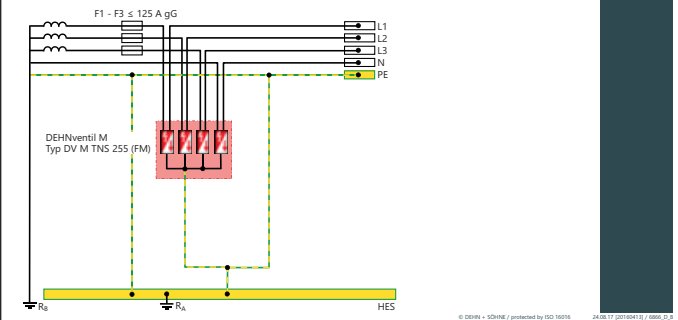 F1 - F3 ≤ 125 A gG
L1
L2
L3
N
PE
DEHNventil M
Typ DV M TNS 255 (FM)
RB
RA
HES
© DEHN + SÖHNE / protected by ISO 16016 24.08.17 [20160413] / 6866_D_8